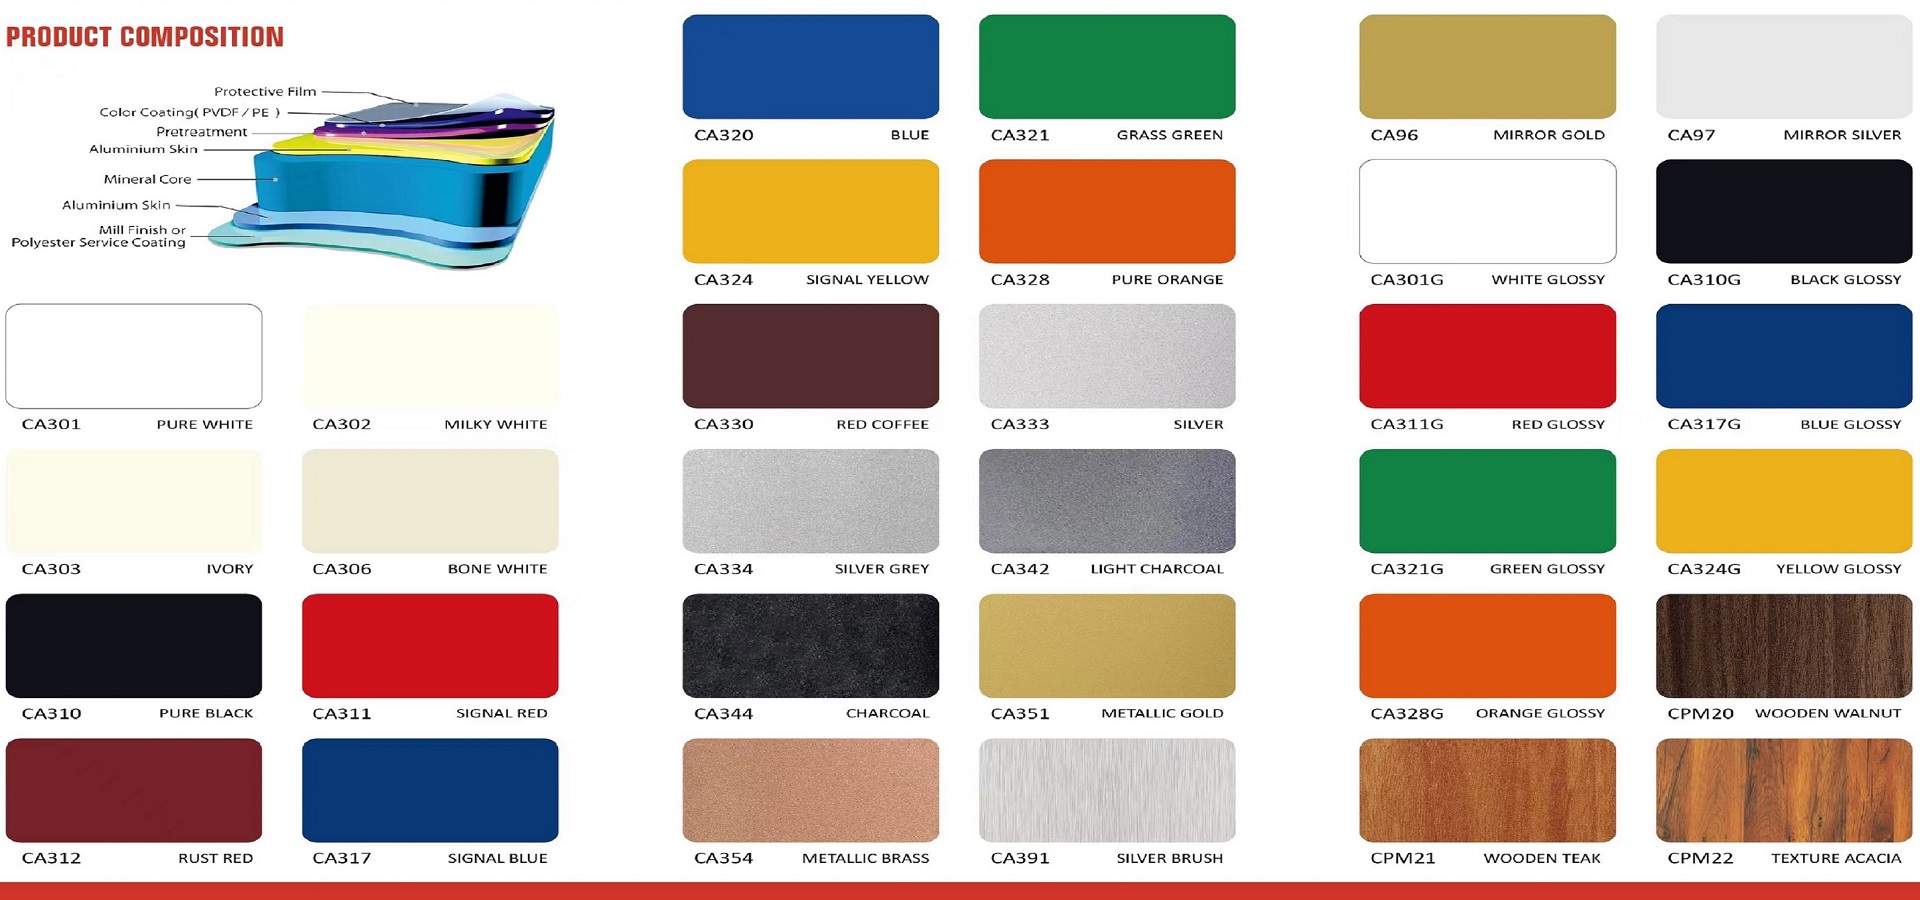 PRODUCT COMPOSITION
Protective Film
Color Coating( PVDF / PE )
Pretreatment
Aluminium Skin
Mineral Core
Aluminium Skin
Mill Finish or
Polyester Service Coating
CA301 PURE WHITE
CA302 MILKY WHITE
CA303 IVORY
CA306 BONE WHITE
CA310 PURE BLACK
CA311 SIGNAL RED
CA312 RUST RED
CA317 SIGNAL BLUE
CA320 BLUE
CA321 GRASS GREEN
CA324 SIGNAL YELLOW
CA328 PURE ORANGE
CA330 RED COFFEE
CA333 SILVER
CA334 SILVER GREY
CA342 LIGHT CHARCOAL
CA344 CHARCOAL
CA351 METALLIC GOLD
CA354 METALLIC BRASS
CA391 SILVER BRUSH
CA96 MIRROR GOLD
CA97 MIRROR SILVER
CA301G WHITE GLOSSY
CA310G BLACK GLOSSY
CA311G RED GLOSSY
CA317G BLUE GLOSSY
CA321G GREEN GLOSSY
CA324G YELLOW GLOSSY
CA328G ORANGE GLOSSY
CPM20 WOODEN WALNUT
CPM21 WOODEN TEAK
CPM22 TEXTURE ACACIA